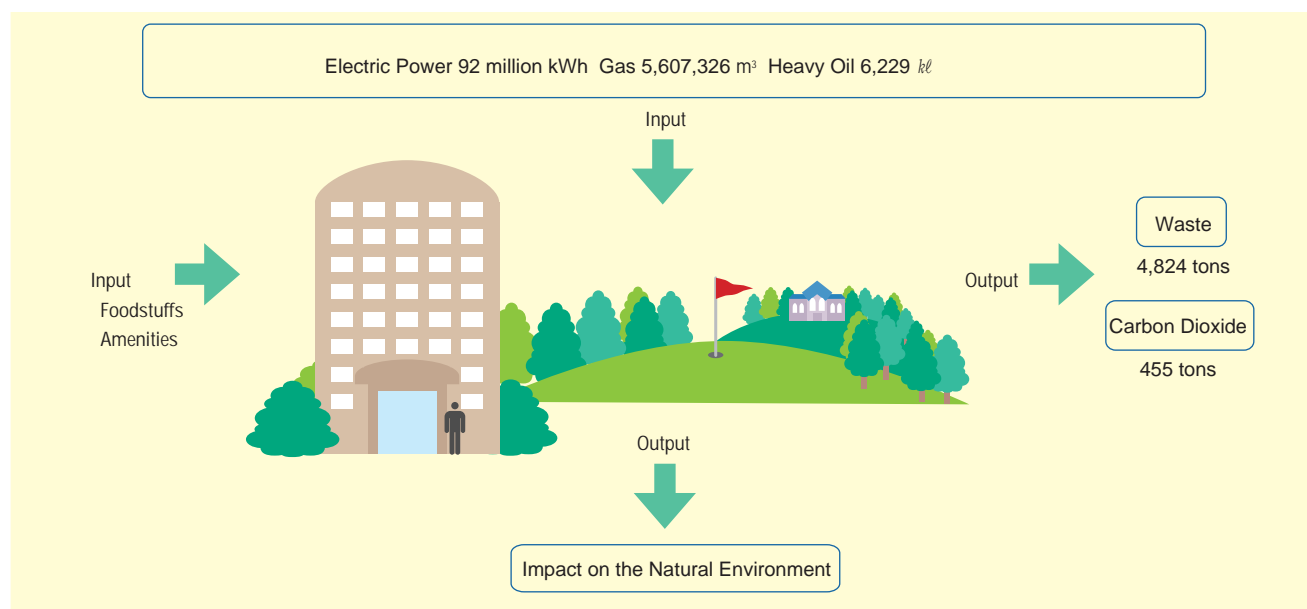 Electric Power 92 million kWh Gas 5,607,326 m³ Heavy Oil 6,229 ㎘
Input
Input
Foodstuffs
Amenities
Output
Waste
4,824 tons
Carbon Dioxide
455 tons
Output
Impact on the Natural Environment